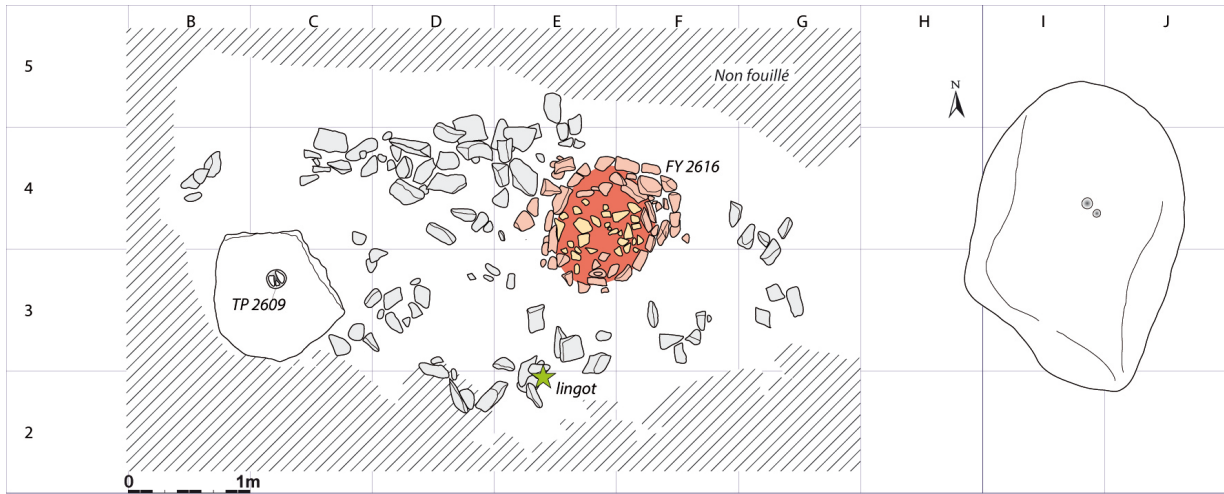 B C D E F G H I J
5
Non fouillé
N
4
FY 2616
TP 2609
3
lingot
2
0 1m